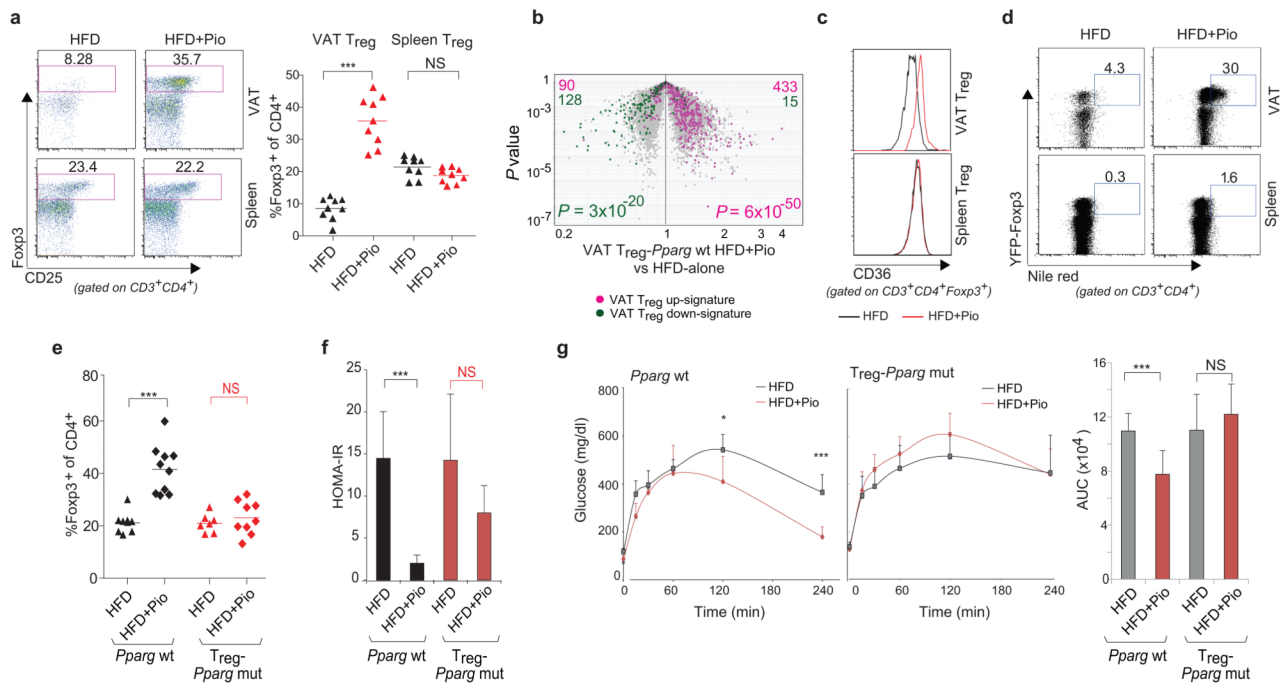 a
HFD
HFD+Pio
8.28
35.7
VAT
23.4
22.2
Spleen
Foxp3
CD25
(gated on CD3+CD4+)
VAT Treg
Spleen Treg
***
NS
%Foxp3+ of CD4+
50
40
30
20
10
0
HFD
HFD+Pio
HFD
HFD+Pio
b
90
128
433
15
P value
1
10-3
10-5
10-7
P = 3x10-20
P = 6x10-50
0.2
1
2
3
4
VAT Treg-Pparg wt HFD+Pio
vs HFD-alone
VAT Treg up-signature
VAT Treg down-signature
c
VAT Treg
Spleen Treg
CD36
(gated on CD3+CD4+Foxp3+)
HFD
HFD+Pio
d
HFD
HFD+Pio
4.3
30
VAT
0.3
1.6
Spleen
YFP-Foxp3
Nile red
(gated on CD3+CD4+)
e
%Foxp3+ of CD4+
80
60
40
20
0
***
NS
HFD
HFD+Pio
HFD
HFD+Pio
Pparg wt
Treg-
Pparg mut
f
HOMA-IR
25
20
15
10
5
0
***
NS
HFD
HFD+Pio
HFD
HFD+Pio
Pparg wt
Treg-
Pparg mut
g
Pparg wt
HFD
HFD+Pio
*
***
Glucose (mg/dl)
800
600
400
200
0
0
60
120
180
240
Time (min)
Treg-Pparg mut
HFD
HFD+Pio
0
60
120
180
240
Time (min)
AUC (x104)
16
12
8
4
0
***
NS
HFD
HFD+Pio
HFD
HFD+Pio
Pparg wt
Treg-
Pparg mut